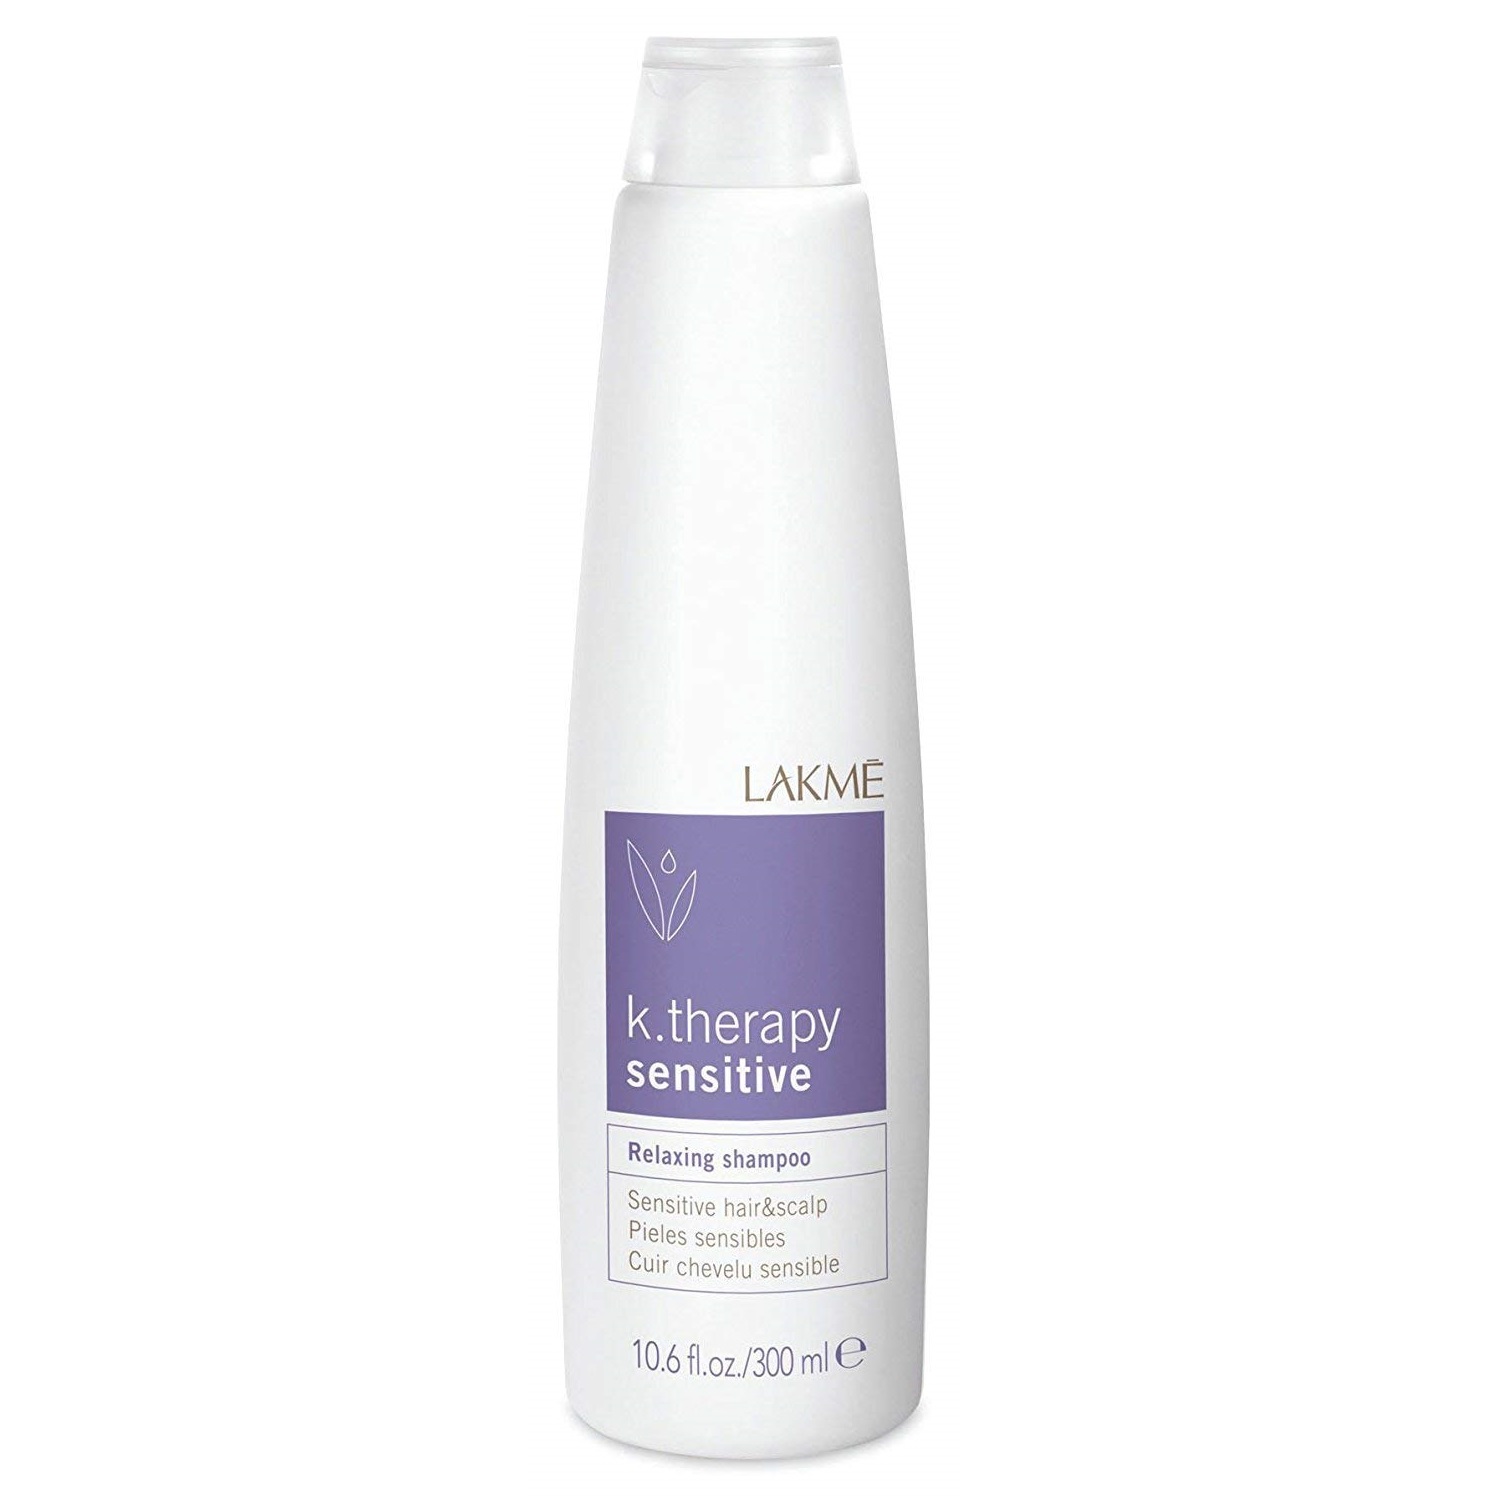 LAKMĒ
k.therapy
sensitive
Relaxing shampoo
Sensitive hair&scalp
Pieles sensibles
Cuir chevelu sensible
10.6 fl.oz./300 ml ℮